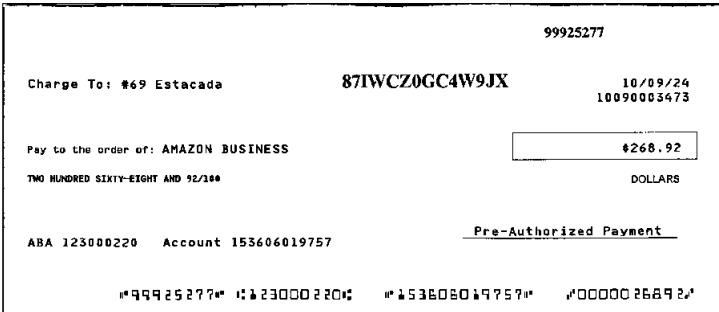 99925277
Charge To: #69 Estacada 87IWCZ0GC4W9JX 10/09/24
10090003473
Pay to the order of: AMAZON BUSINESS $268.92
TWO HUNDRED SIXTY-EIGHT AND 92/100 DOLLARS
ABA 123000220 Account 153606019757 Pre-Authorized Payment
⑈99925277⑈ ⑆123000220⑆ ⑈153606019757⑈ ⑇0000026892⑇